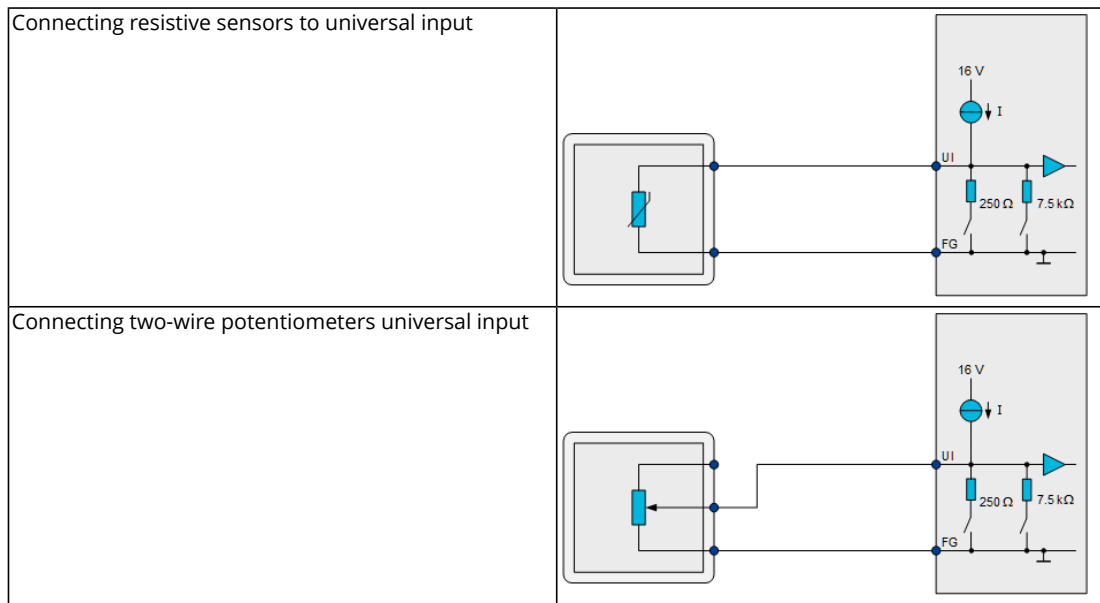 Connecting resistive sensors to universal input
16 V
I
UI
250 Ω
7.5 kΩ
FG
Connecting two-wire potentiometers universal input
16 V
I
UI
250 Ω
7.5 kΩ
FG